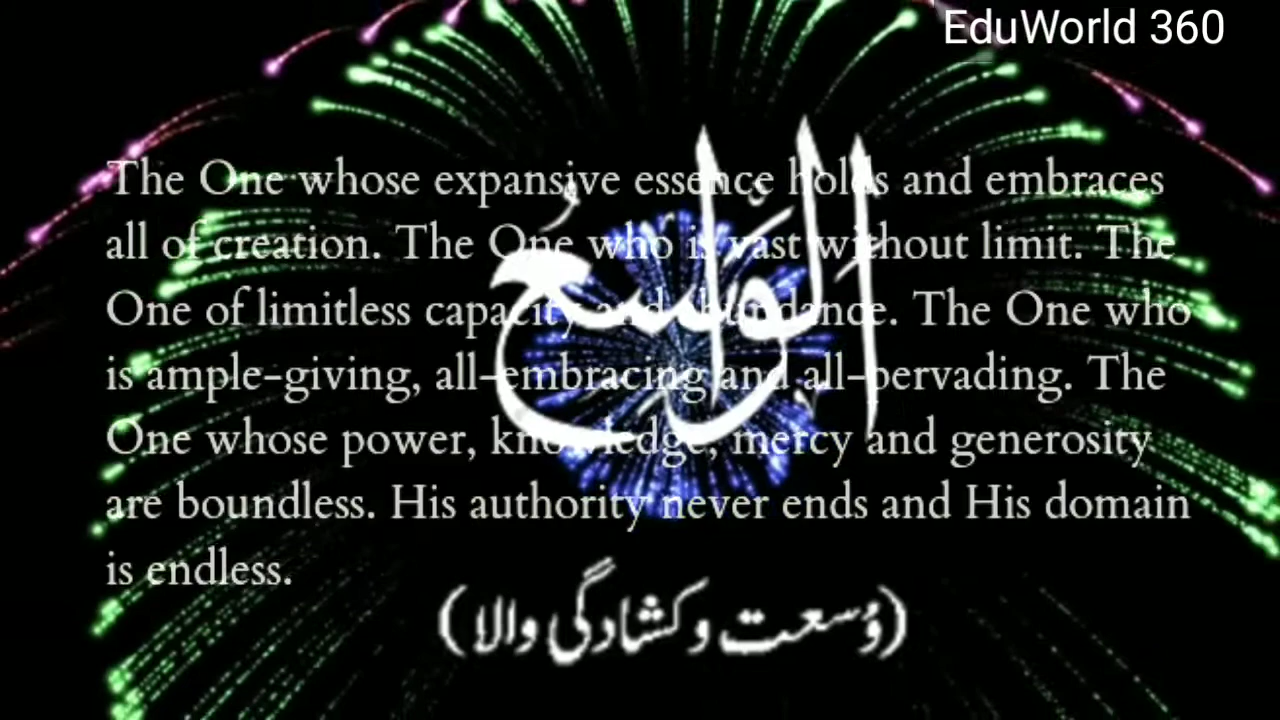 EduWorld 360
The One whose expansive essence holds and embraces
all of creation. The One who is vast without limit. The
One of limitless capacity and abundance. The One who
is ample-giving, all-embracing and all-pervading. The
One whose power, knowledge, mercy and generosity
are boundless. His authority never ends and His domain
is endless.
الْوَاسِعُ
(وُسعت و کشادگی والا)